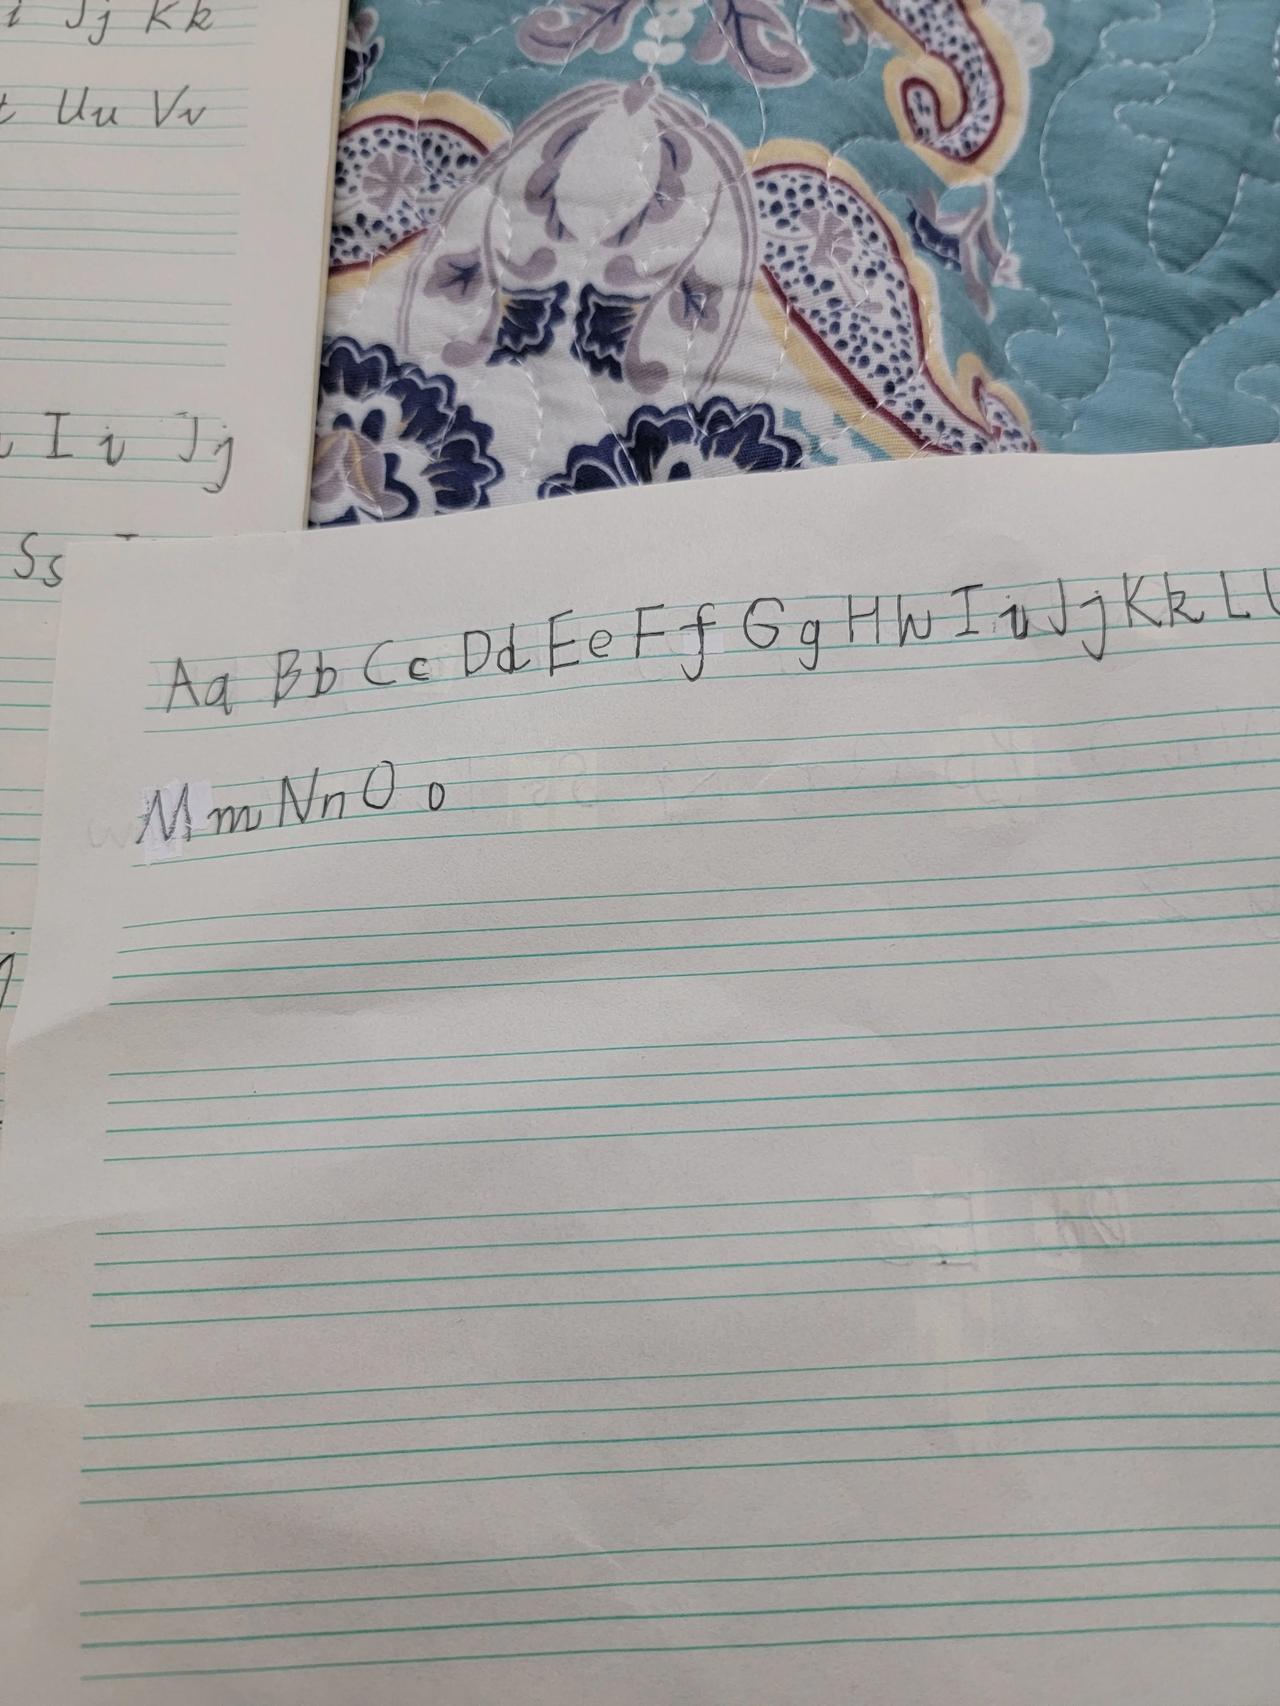 i Jj Kk
Uu Vv
I i Jj
Ss
Aa Bb Cc Dd Ee Ff Gg Hh Ii Jj Kk L
Mm Nn Oo